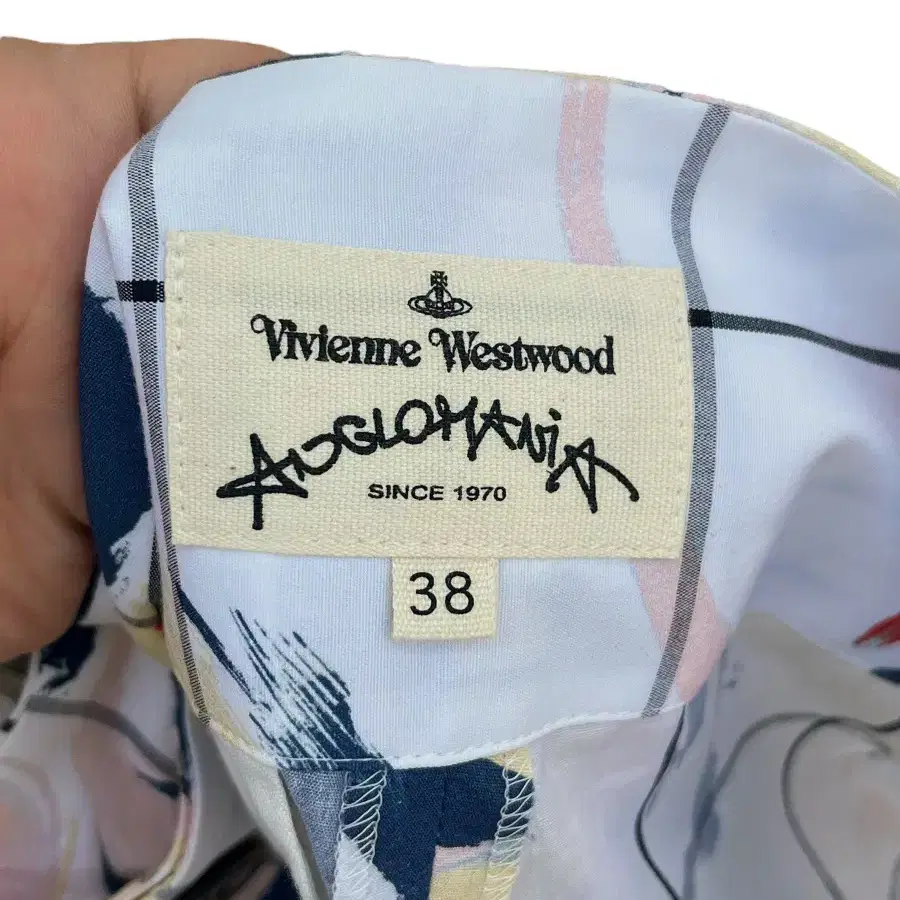 Vivienne Westwood
ANGLOMANiA
SINCE 1970
38